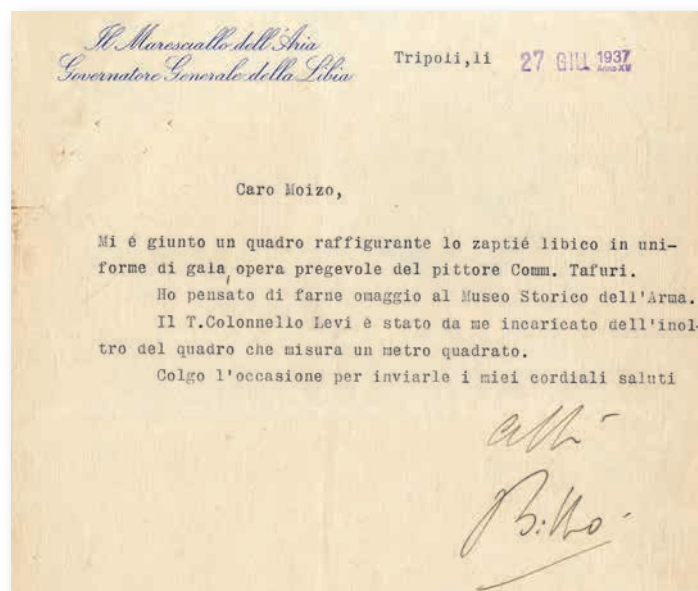 Il Maresciallo dell'Aria
Governatore Generale della Libia
Tripoli,li 27 GIU. 1937
Anno XV
Caro Moizo,
Mi é giunto un quadro raffigurante lo zaptié libico in uni-
forme di gala, opera pregevole del pittore Comm. Tafuri.
Ho pensato di farne omaggio al Museo Storico dell'Arma.
Il T.Colonnello Levi é stato da me incaricato dell'inol-
tro del quadro che misura un metro quadrato.
Colgo l'occasione per inviarle i miei cordiali saluti